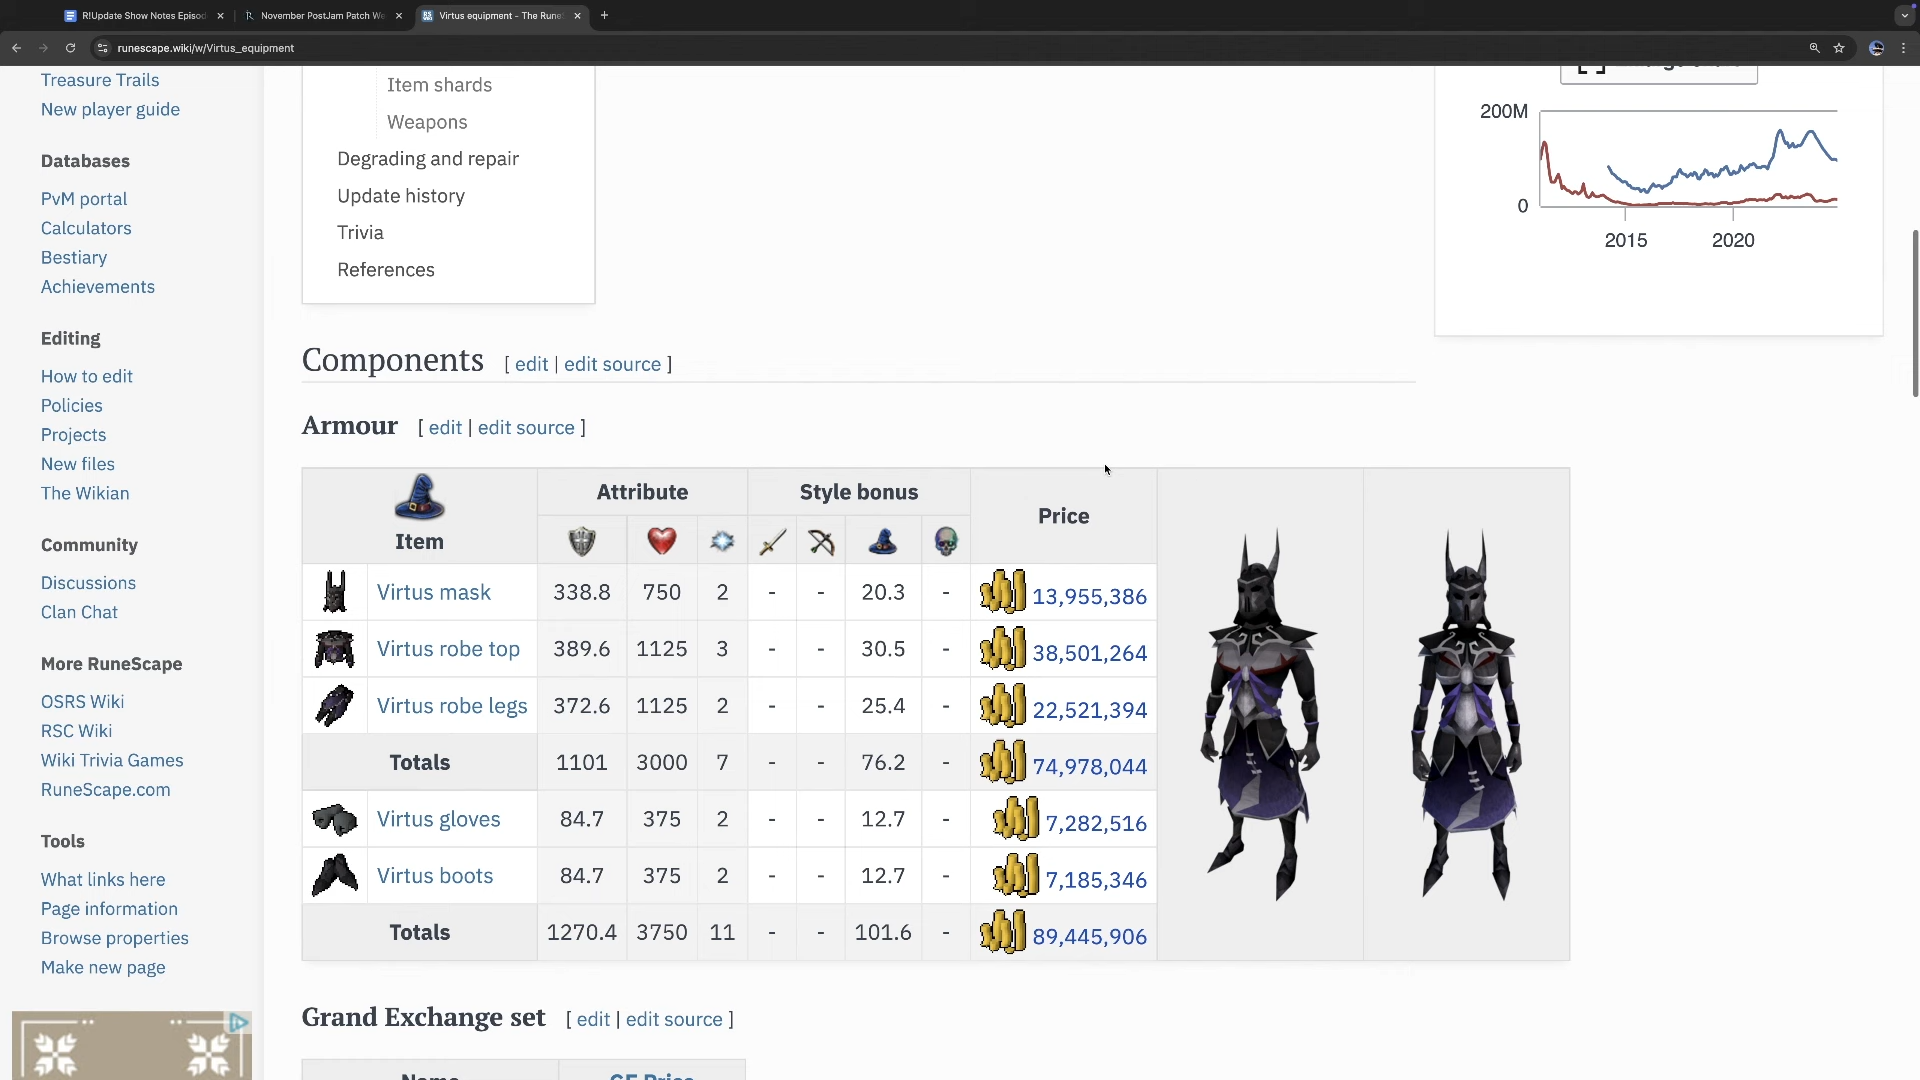 R!Update Show Notes Episod
November PostJam Patch We
Virtus equipment - The Rune
runescape.wiki/w/Virtus_equipment
Treasure Trails
New player guide
Databases
PvM portal
Calculators
Bestiary
Achievements
Editing
How to edit
Policies
Projects
New files
The Wikian
Community
Discussions
Clan Chat
More RuneScape
OSRS Wiki
RSC Wiki
Wiki Trivia Games
RuneScape.com
Tools
What links here
Page information
Browse properties
Make new page
Item shards
Weapons
Degrading and repair
Update history
Trivia
References
200M
0
2015 2020
Components [ edit | edit source ]
Armour [ edit | edit source ]
Item Attribute Style bonus Price
Virtus mask 338.8 750 2 - - 20.3 - 13,955,386
Virtus robe top 389.6 1125 3 - - 30.5 - 38,501,264
Virtus robe legs 372.6 1125 2 - - 25.4 - 22,521,394
Totals 1101 3000 7 - - 76.2 - 74,978,044
Virtus gloves 84.7 375 2 - - 12.7 - 7,282,516
Virtus boots 84.7 375 2 - - 12.7 - 7,185,346
Totals 1270.4 3750 11 - - 101.6 - 89,445,906
Grand Exchange set [ edit | edit source ]
Name GE Price